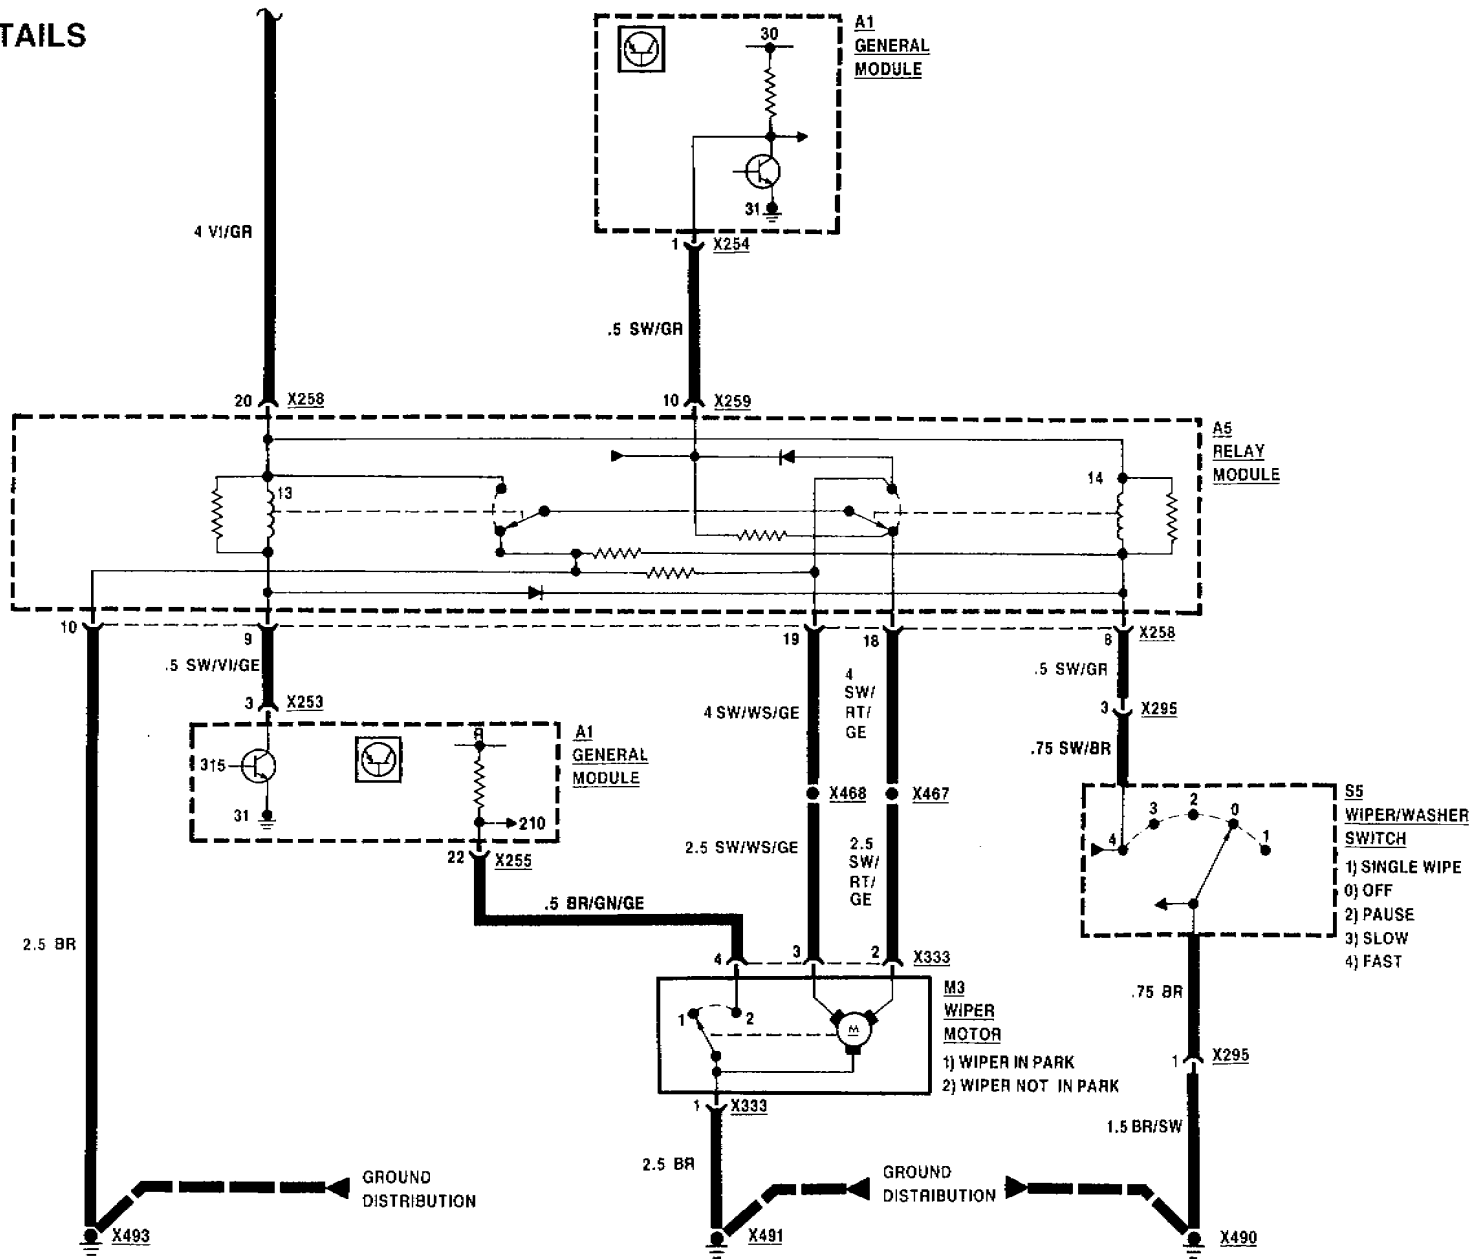 TAILS
A1
GENERAL
MODULE
30
31
4 VI/GR
1 X254
.5 SW/GR
20 X258
10 X259
A5
RELAY
MODULE
13
14
10
9
19
18
8
X258
.5 SW/VI/GE
.5 SW/GR
3 X253
4 SW/WS/GE
4
SW/
RT/
GE
3 X295
.75 SW/BR
A1
GENERAL
MODULE
315
31
R
210
22 X255
X468
X467
S5
WIPER/WASHER
SWITCH
1) SINGLE WIPE
0) OFF
2) PAUSE
3) SLOW
4) FAST
4
3
2
0
1
2.5 SW/WS/GE
2.5
SW/
RT/
GE
.5 BR/GN/GE
2.5 BR
4
3
2
X333
M3
WIPER
MOTOR
1) WIPER IN PARK
2) WIPER NOT IN PARK
1
2
M
.75 BR
1 X295
1 X333
1.5 BR/SW
2.5 BR
GROUND
DISTRIBUTION
GROUND
DISTRIBUTION
X493
X491
X490